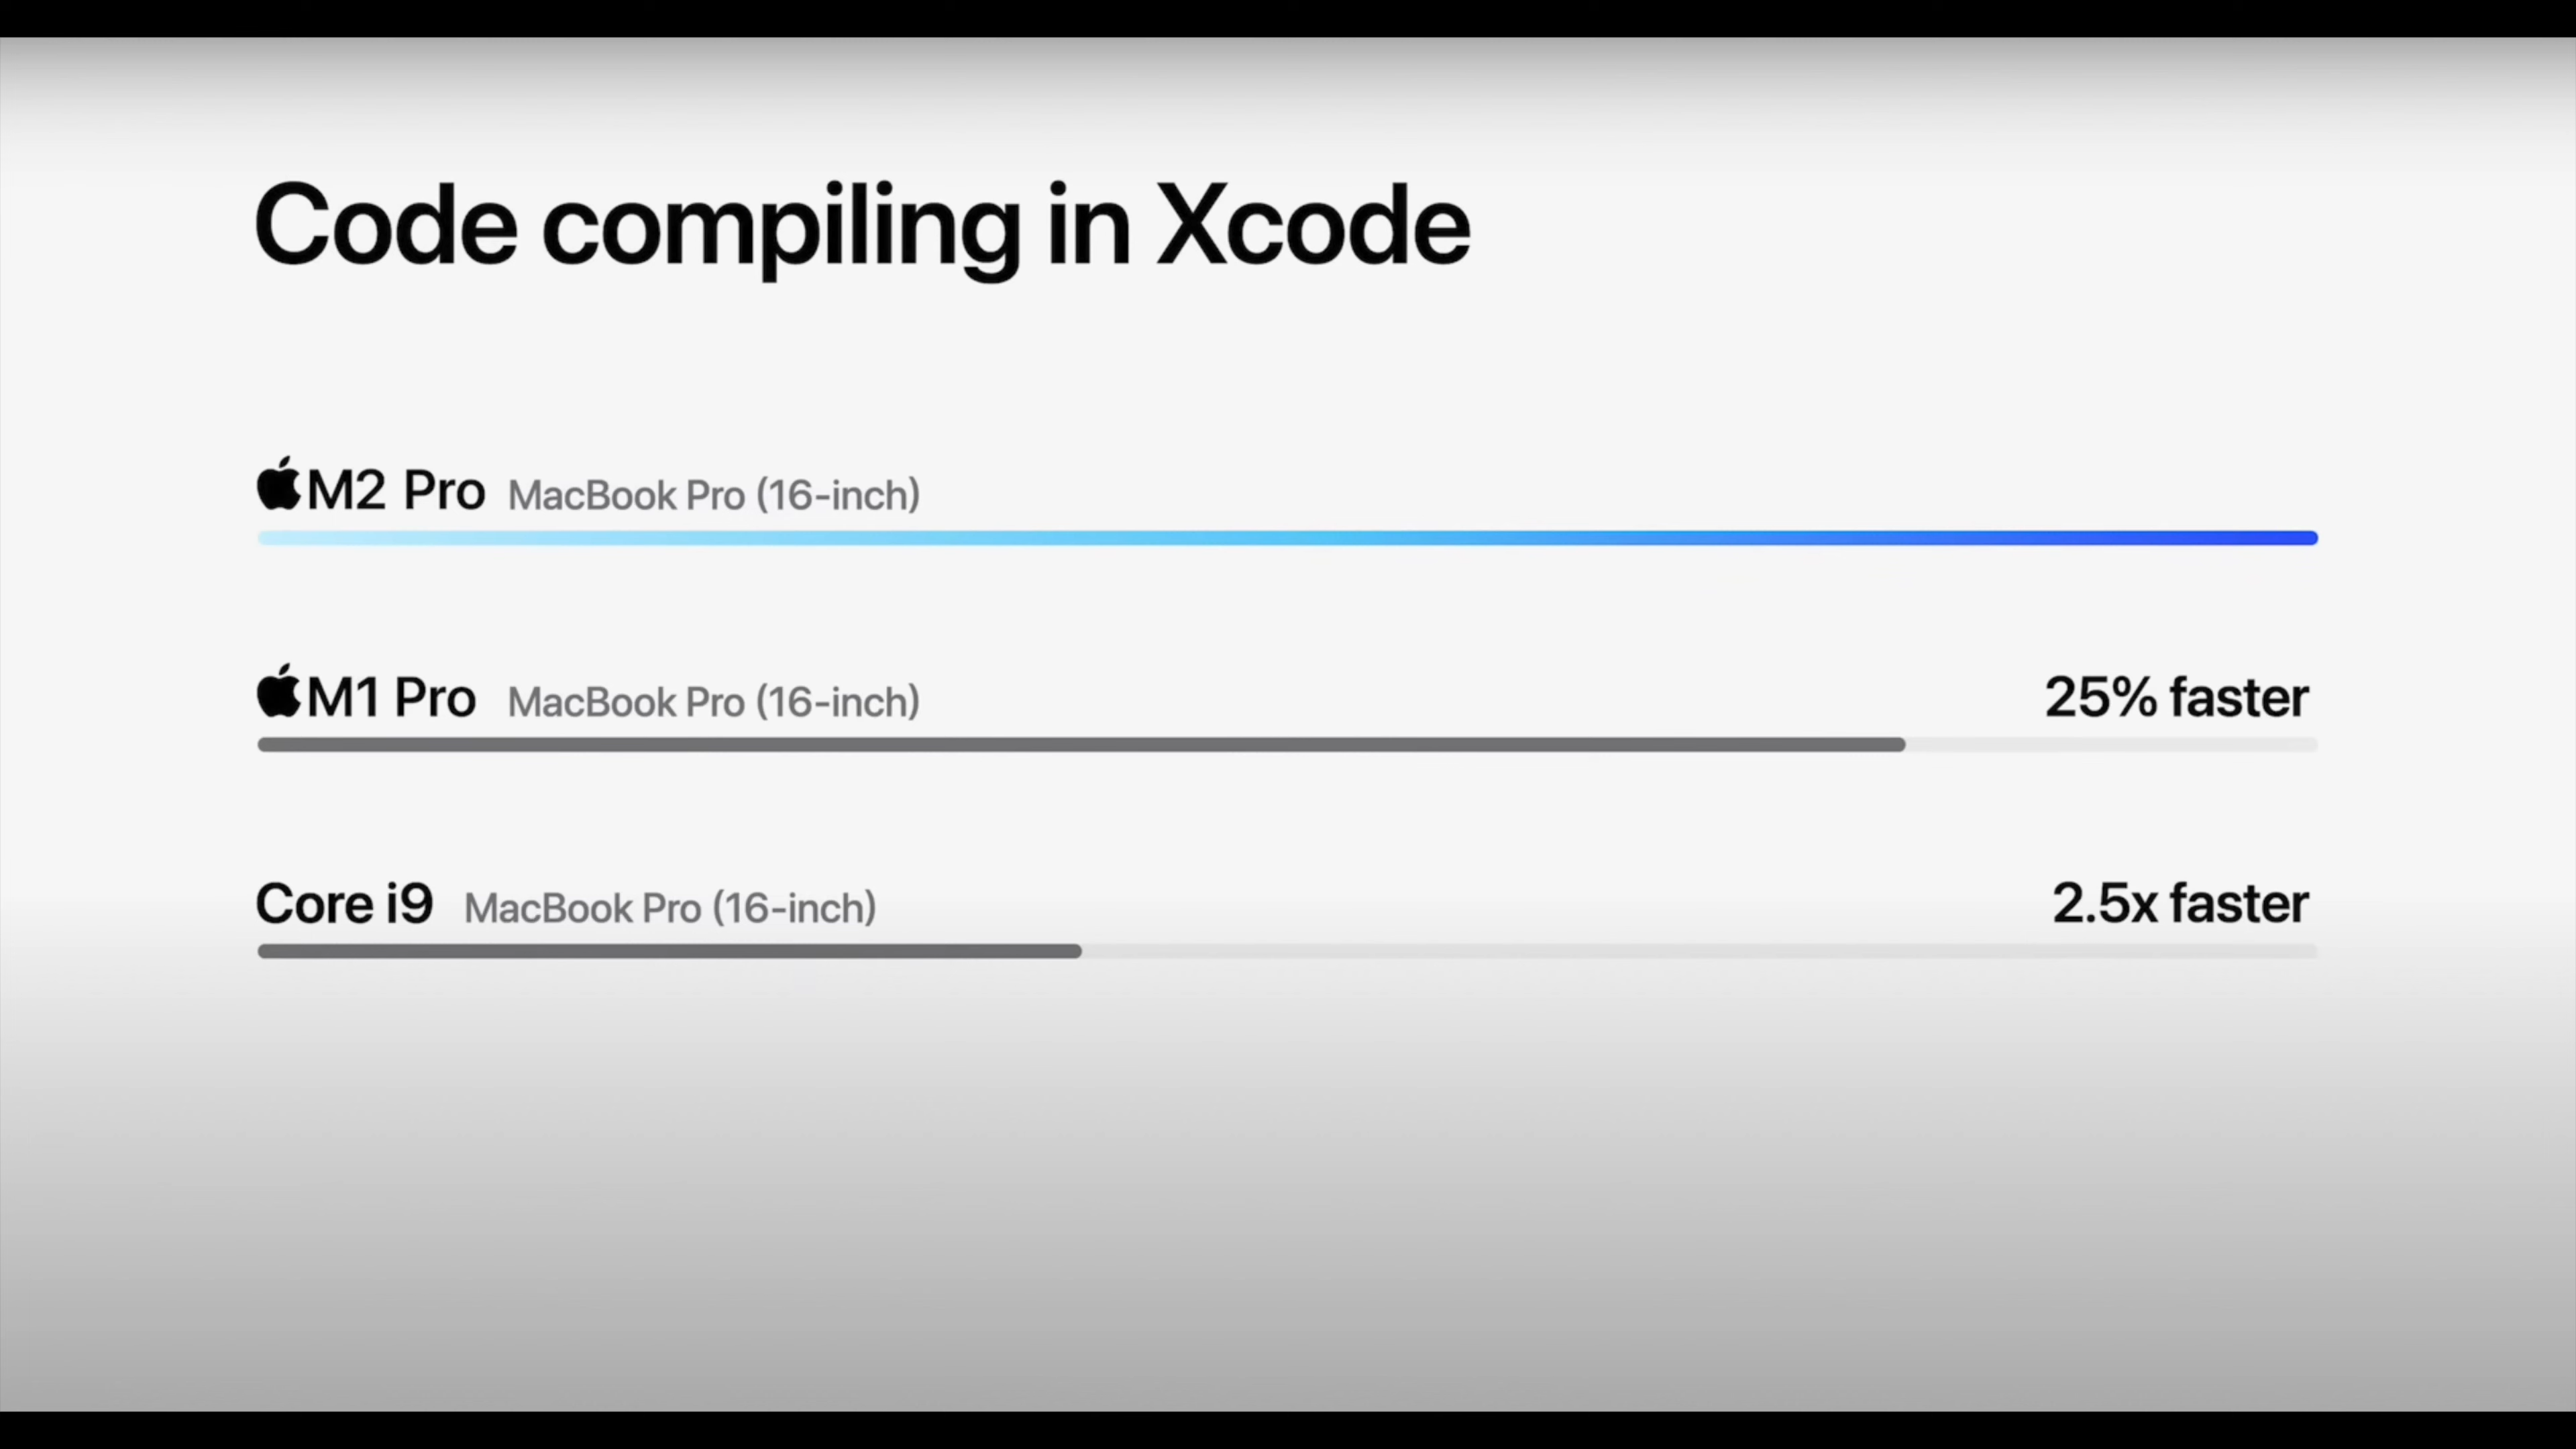 Code compiling in Xcode
M2 Pro MacBook Pro (16-inch)
M1 Pro MacBook Pro (16-inch) 25% faster
Core i9 MacBook Pro (16-inch) 2.5x faster